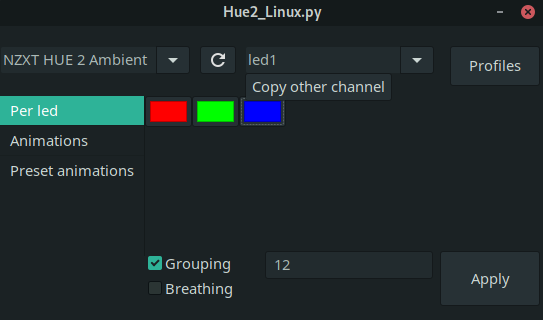 Hue2_Linux.py
NZXT HUE 2 Ambient
led1
Profiles
Copy other channel
Per led
Animations
Preset animations
Grouping
12
Breathing
Apply